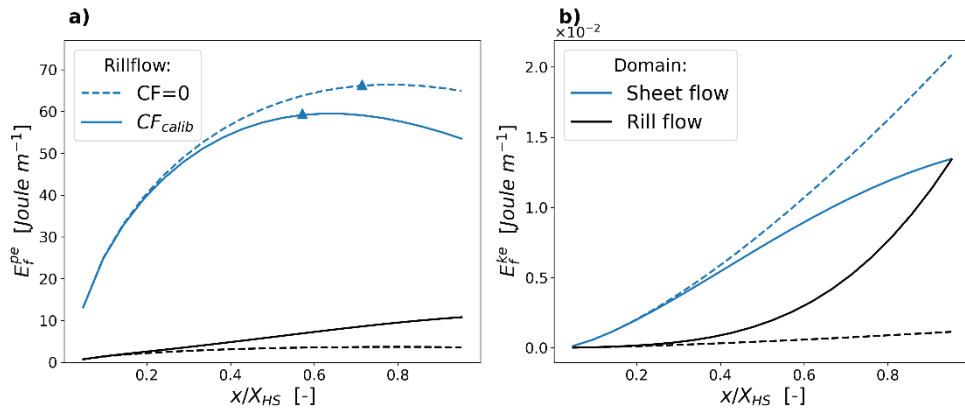 a)
Rillflow:
CF=0
CF_calib
70
60
50
40
30
20
10
0
E_f^pe [Joule m^-1]
0.2
0.4
0.6
0.8
x/X_HS [-]
b)
×10^-2
Domain:
Sheet flow
Rill flow
2.0
1.5
1.0
0.5
0.0
E_f^ke [Joule m^-1]
0.2
0.4
0.6
0.8
x/X_HS [-]